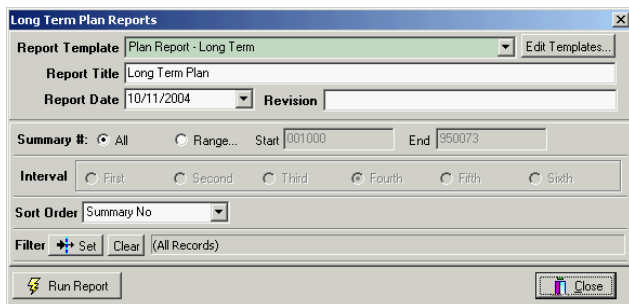 Long Term Plan Reports
Report Template Plan Report - Long Term Edit Templates...
Report Title Long Term Plan
Report Date 10/11/2004 Revision
Summary #: All Range... Start 001000 End 950073
Interval First Second Third Fourth Fifth Sixth
Sort Order Summary No
Filter Set Clear (All Records)
Run Report Close